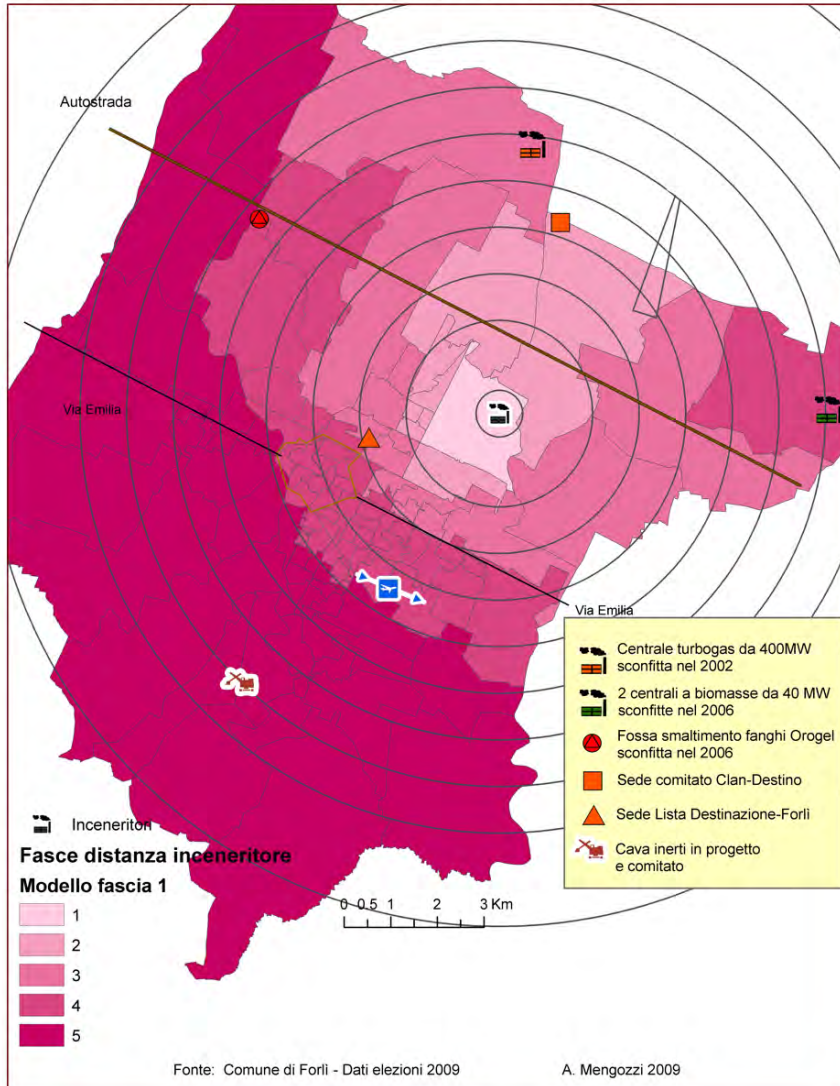 Autostrada
Via Emilia
Via Emilia
Centrale turbogas da 400MW
sconfitta nel 2002
2 centrali a biomasse da 40 MW
sconfitte nel 2006
Fossa smaltimento fanghi Orogel
sconfitta nel 2006
Sede comitato Clan-Destino
Sede Lista Destinazione-Forlì
Cava inerti in progetto
e comitato
Inceneritori
Fasce distanza inceneritore
Modello fascia 1
1
2
3
4
5
0 0.5 1 2 3 Km
Fonte: Comune di Forlì - Dati elezioni 2009 A. Mengozzi 2009